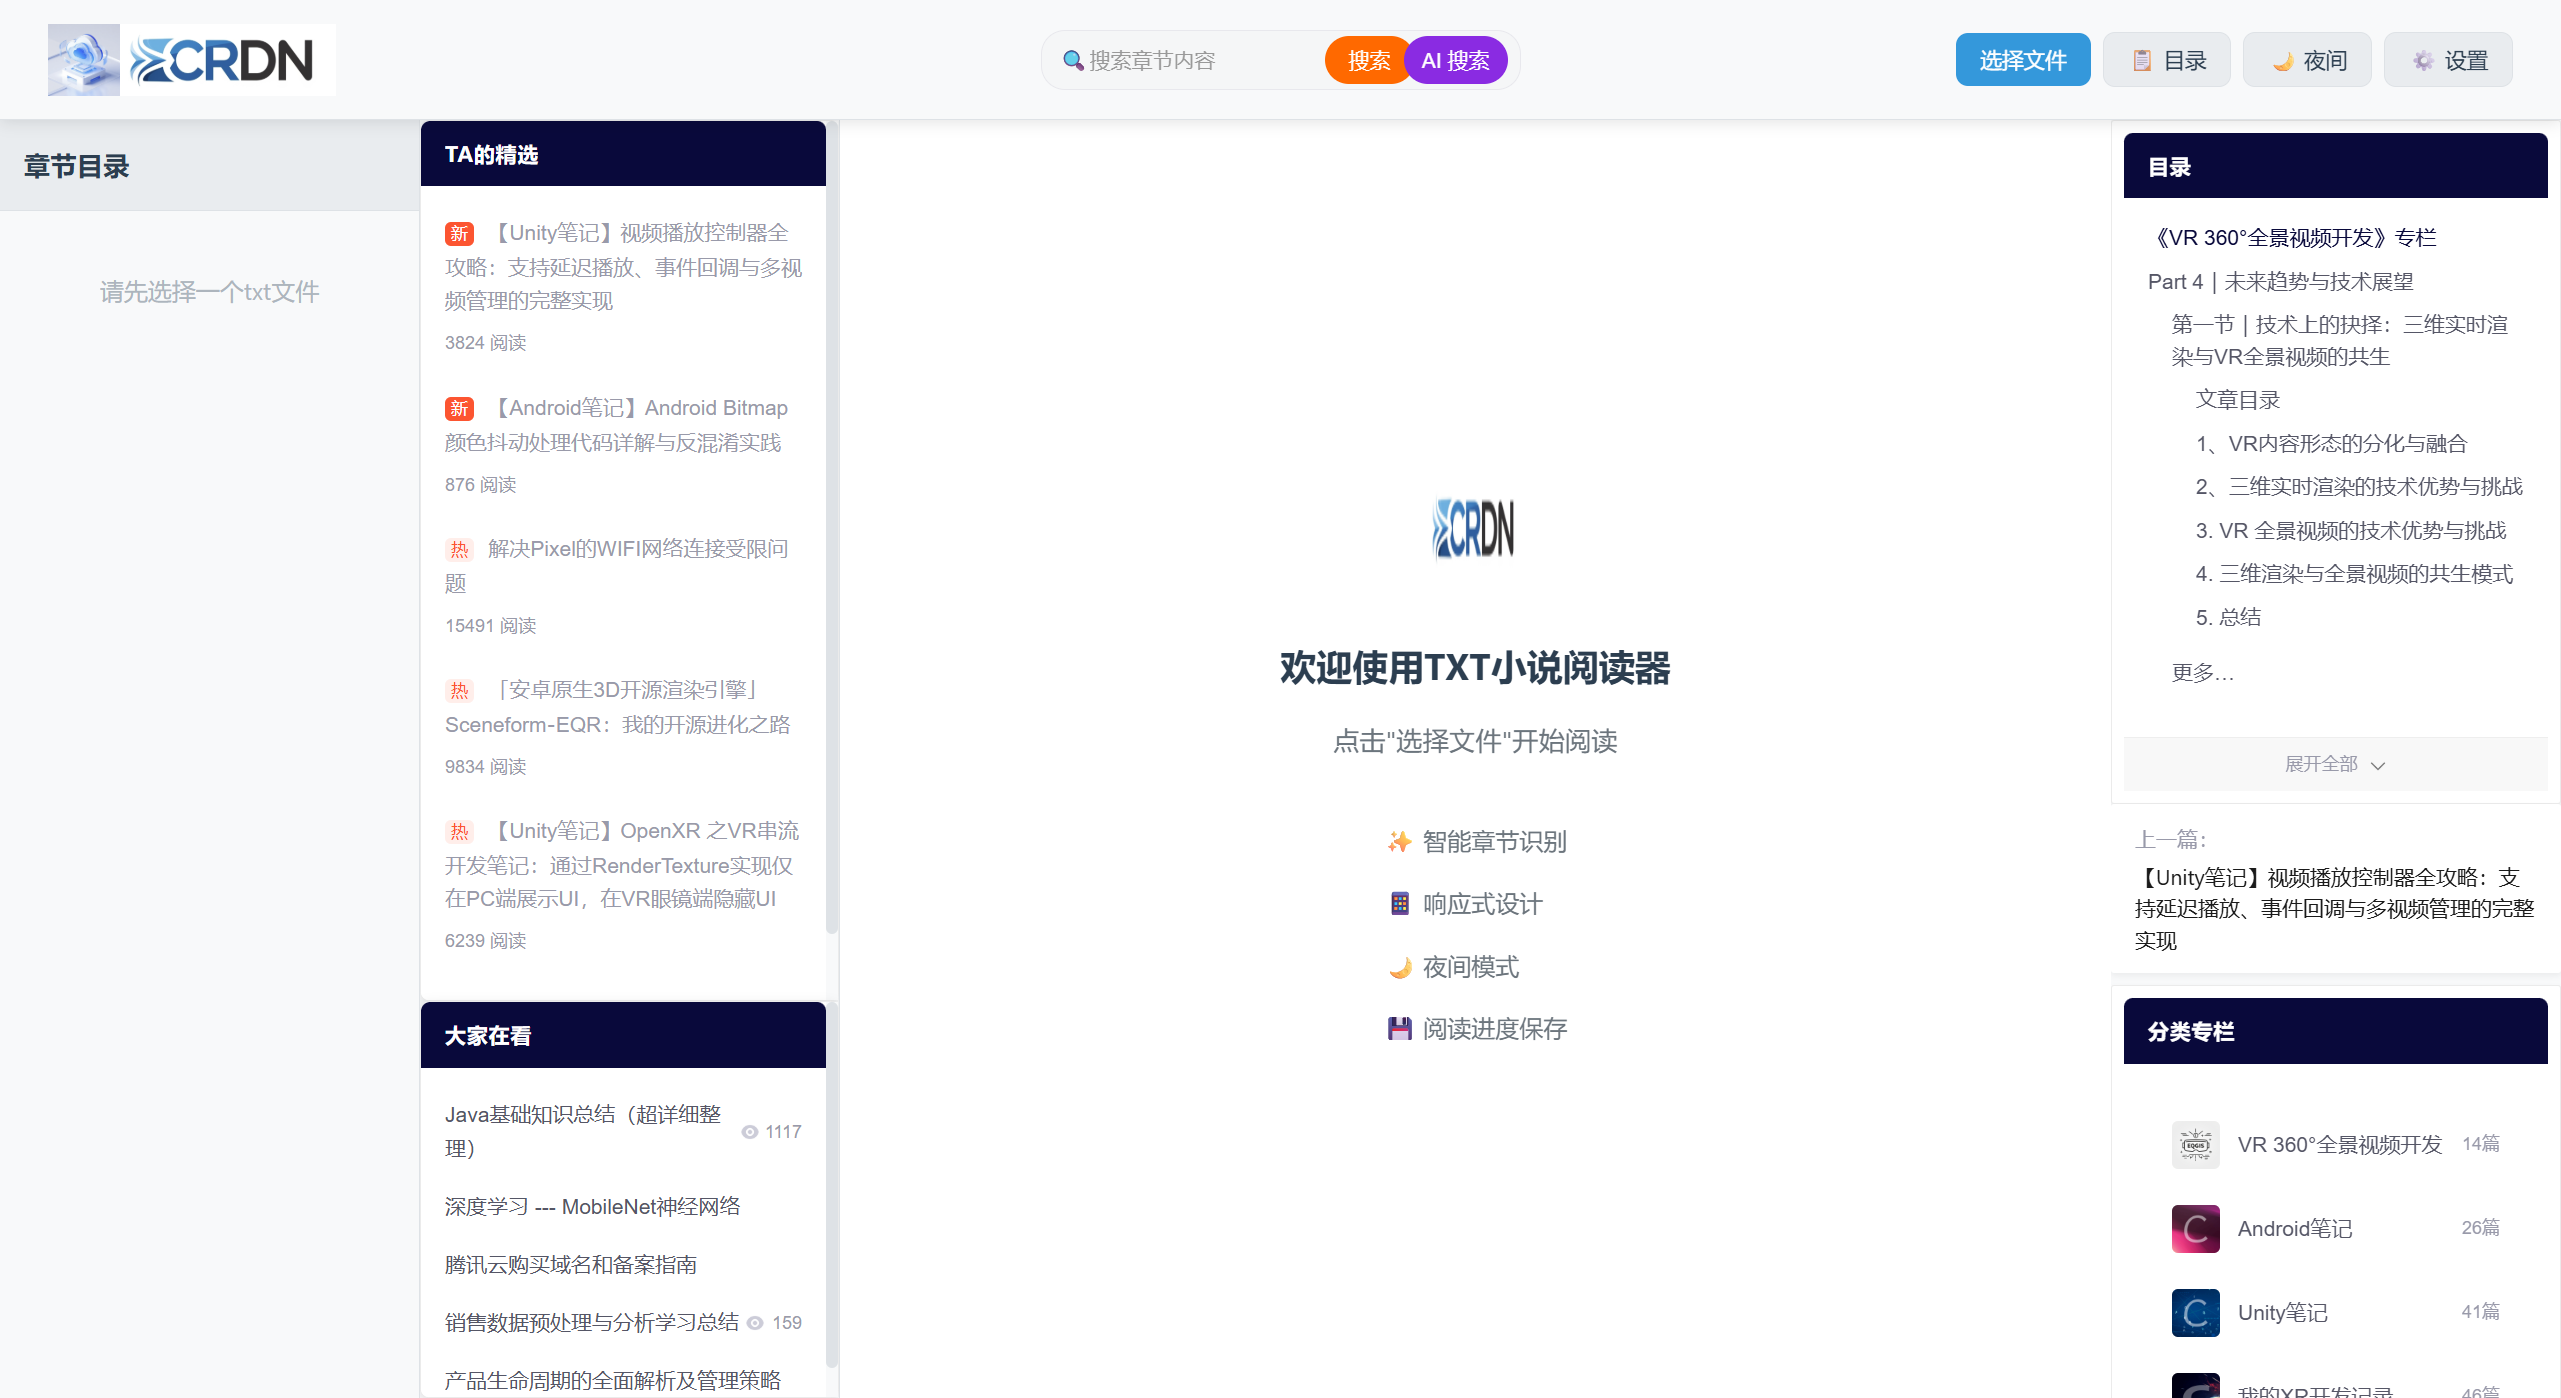 CRDN
🔍 搜索章节内容
搜索
AI 搜索
选择文件
📋 目录
🌙 夜间
⚙️ 设置
章节目录
请先选择一个txt文件
TA的精选
新 【Unity笔记】视频播放控制器全
攻略：支持延迟播放、事件回调与多视
频管理的完整实现
3824 阅读
新 【Android笔记】Android Bitmap
颜色抖动处理代码详解与反混淆实践
876 阅读
热 解决Pixel的WIFI网络连接受限问
题
15491 阅读
热 「安卓原生3D开源渲染引擎」
Sceneform-EQR：我的开源进化之路
9834 阅读
热 【Unity笔记】OpenXR 之VR串流
开发笔记：通过RenderTexture实现仅
在PC端展示UI，在VR眼镜端隐藏UI
6239 阅读
大家在看
Java基础知识总结（超详细整
理）
1117
深度学习 --- MobileNet神经网络
腾讯云购买域名和备案指南
销售数据预处理与分析学习总结 159
产品生命周期的全面解析及管理策略
CRDN
欢迎使用TXT小说阅读器
点击"选择文件"开始阅读
✨ 智能章节识别
📱 响应式设计
🌙 夜间模式
💾 阅读进度保存
目录
《VR 360°全景视频开发》专栏
Part 4｜未来趋势与技术展望
第一节｜技术上的抉择：三维实时渲
染与VR全景视频的共生
文章目录
1、VR内容形态的分化与融合
2、三维实时渲染的技术优势与挑战
3. VR 全景视频的技术优势与挑战
4. 三维渲染与全景视频的共生模式
5. 总结
更多…
展开全部
上一篇：
【Unity笔记】视频播放控制器全攻略：支
持延迟播放、事件回调与多视频管理的完整
实现
分类专栏
EQGIS
VR 360°全景视频开发 14篇
C
Android笔记 26篇
C
Unity笔记 41篇
我的XR开发记录 46篇